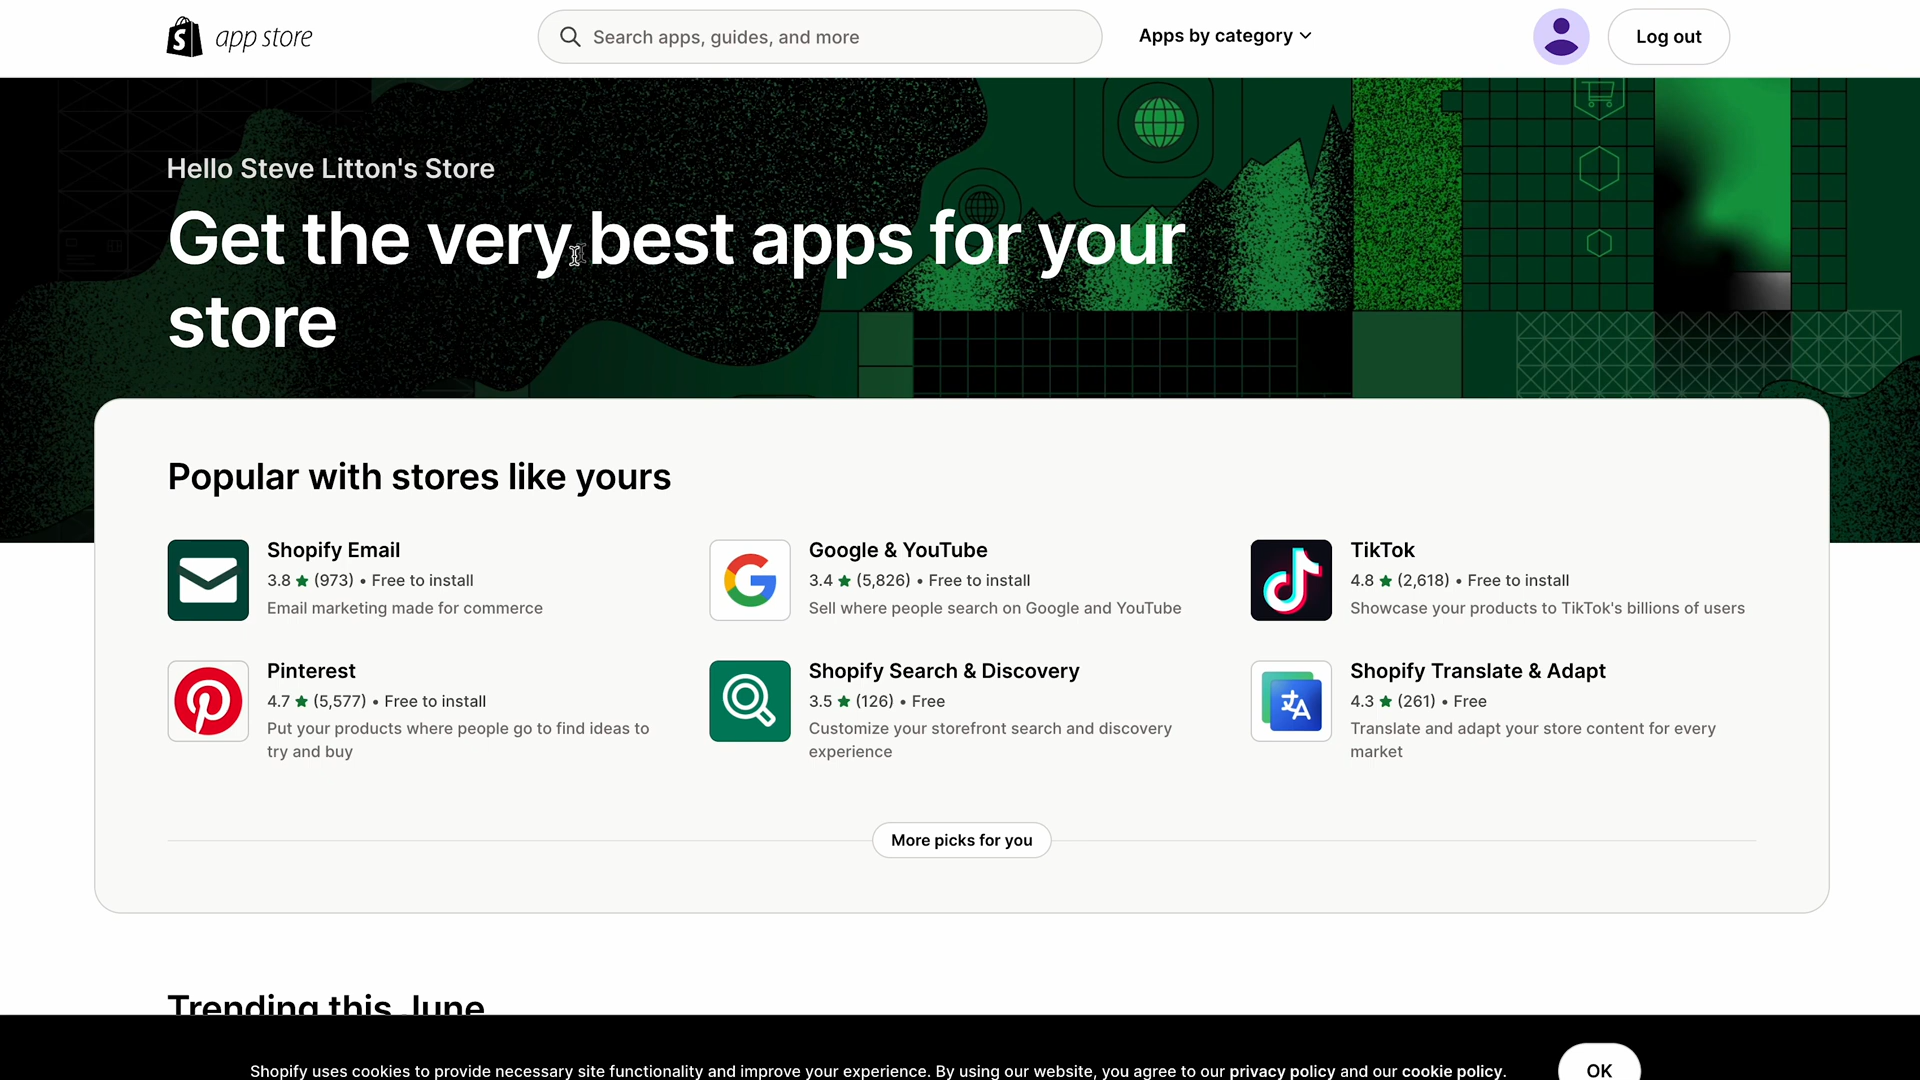 app store
Search apps, guides, and more
Apps by category
Log out
Hello Steve Litton's Store
Get the very best apps for your
store
Popular with stores like yours
Shopify Email
3.8 ★ (973) • Free to install
Email marketing made for commerce
Google & YouTube
3.4 ★ (5,826) • Free to install
Sell where people search on Google and YouTube
TikTok
4.8 ★ (2,618) • Free to install
Showcase your products to TikTok's billions of users
Pinterest
4.7 ★ (5,577) • Free to install
Put your products where people go to find ideas to
try and buy
Shopify Search & Discovery
3.5 ★ (126) • Free
Customize your storefront search and discovery
experience
Shopify Translate & Adapt
4.3 ★ (261) • Free
Translate and adapt your store content for every
market
More picks for you
Trending this June
Shopify uses cookies to provide necessary site functionality and improve your experience. By using our website, you agree to our privacy policy and our cookie policy.
OK